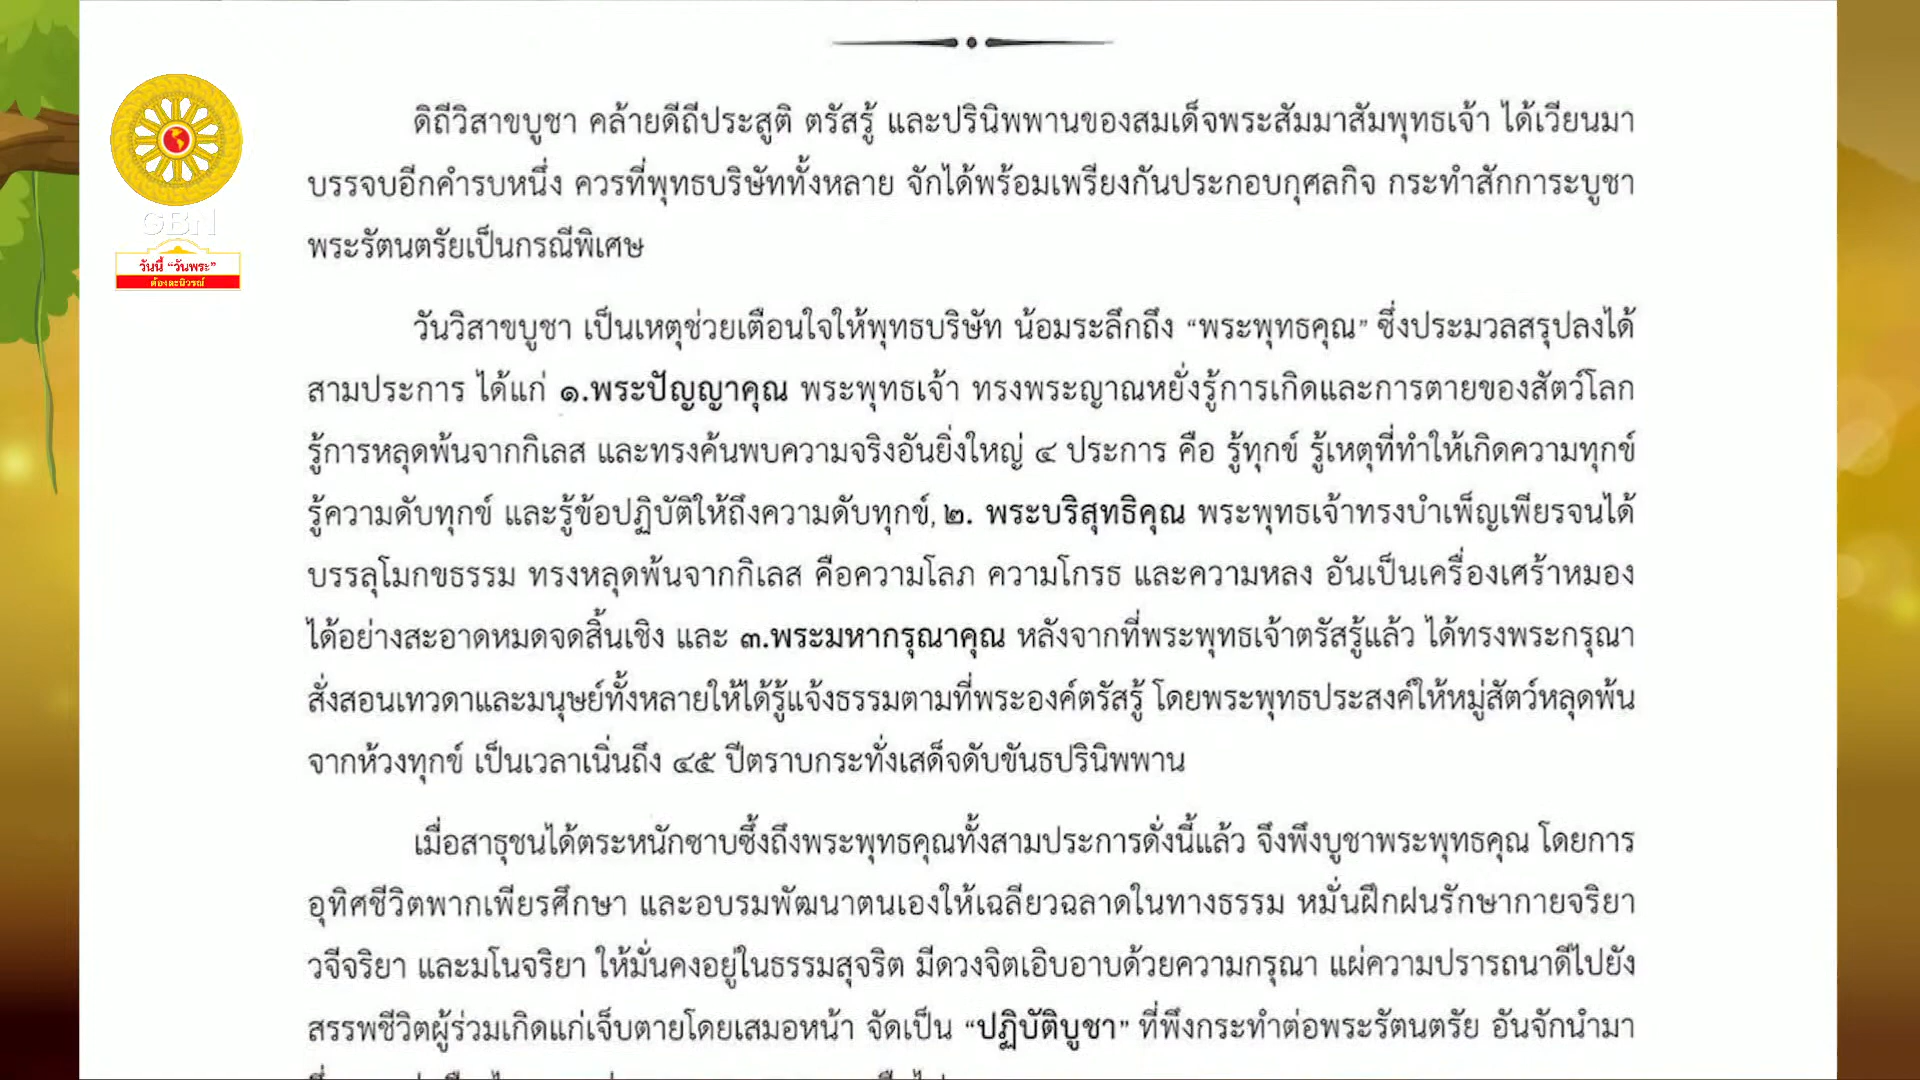 GBN
วันนี้ “วันพระ”
ต้องละนิวรณ์
ดิถีวิสาขบูชา คล้ายดิถีประสูติ ตรัสรู้ และปรินิพพานของสมเด็จพระสัมมาสัมพุทธเจ้า ได้เวียนมา
บรรจบอีกคำรบหนึ่ง ควรที่พุทธบริษัททั้งหลาย จักได้พร้อมเพรียงกันประกอบกุศลกิจ กระทำสักการะบูชา
พระรัตนตรัยเป็นกรณีพิเศษ
วันวิสาขบูชา เป็นเหตุช่วยเตือนใจให้พุทธบริษัท น้อมระลึกถึง “พระพุทธคุณ” ซึ่งประมวลสรุปลงได้
สามประการ ได้แก่ ๑.พระปัญญาคุณ พระพุทธเจ้า ทรงพระญาณหยั่งรู้การเกิดและการตายของสัตว์โลก
รู้การหลุดพ้นจากกิเลส และทรงค้นพบความจริงอันยิ่งใหญ่ ๔ ประการ คือ รู้ทุกข์ รู้เหตุที่ทำให้เกิดความทุกข์
รู้ความดับทุกข์ และรู้ข้อปฏิบัติให้ถึงความดับทุกข์, ๒. พระบริสุทธิคุณ พระพุทธเจ้าทรงบำเพ็ญเพียรจนได้
บรรลุโมกขธรรม ทรงหลุดพ้นจากกิเลส คือความโลภ ความโกรธ และความหลง อันเป็นเครื่องเศร้าหมอง
ได้อย่างสะอาดหมดจดสิ้นเชิง และ ๓.พระมหากรุณาคุณ หลังจากที่พระพุทธเจ้าตรัสรู้แล้ว ได้ทรงพระกรุณา
สั่งสอนเทวดาและมนุษย์ทั้งหลายให้ได้รู้แจ้งธรรมตามที่พระองค์ตรัสรู้ โดยพระพุทธประสงค์ให้หมู่สัตว์หลุดพ้น
จากห้วงทุกข์ เป็นเวลาเนิ่นถึง ๔๕ ปีตราบกระทั่งเสด็จดับขันธปรินิพพาน
เมื่อสาธุชนได้ตระหนักซาบซึ้งถึงพระพุทธคุณทั้งสามประการดั่งนี้แล้ว จึงพึงบูชาพระพุทธคุณ โดยการ
อุทิศชีวิตพากเพียรศึกษา และอบรมพัฒนาตนเองให้เฉลียวฉลาดในทางธรรม หมั่นฝึกฝนรักษากายจริยา
วจีจริยา และมโนจริยา ให้มั่นคงอยู่ในธรรมสุจริต มีดวงจิตเอิบอาบด้วยความกรุณา แผ่ความปรารถนาดีไปยัง
สรรพชีวิตผู้ร่วมเกิดแก่เจ็บตายโดยเสมอหน้า จัดเป็น “ปฏิบัติบูชา” ที่พึงกระทำต่อพระรัตนตรัย อันจักนำมา